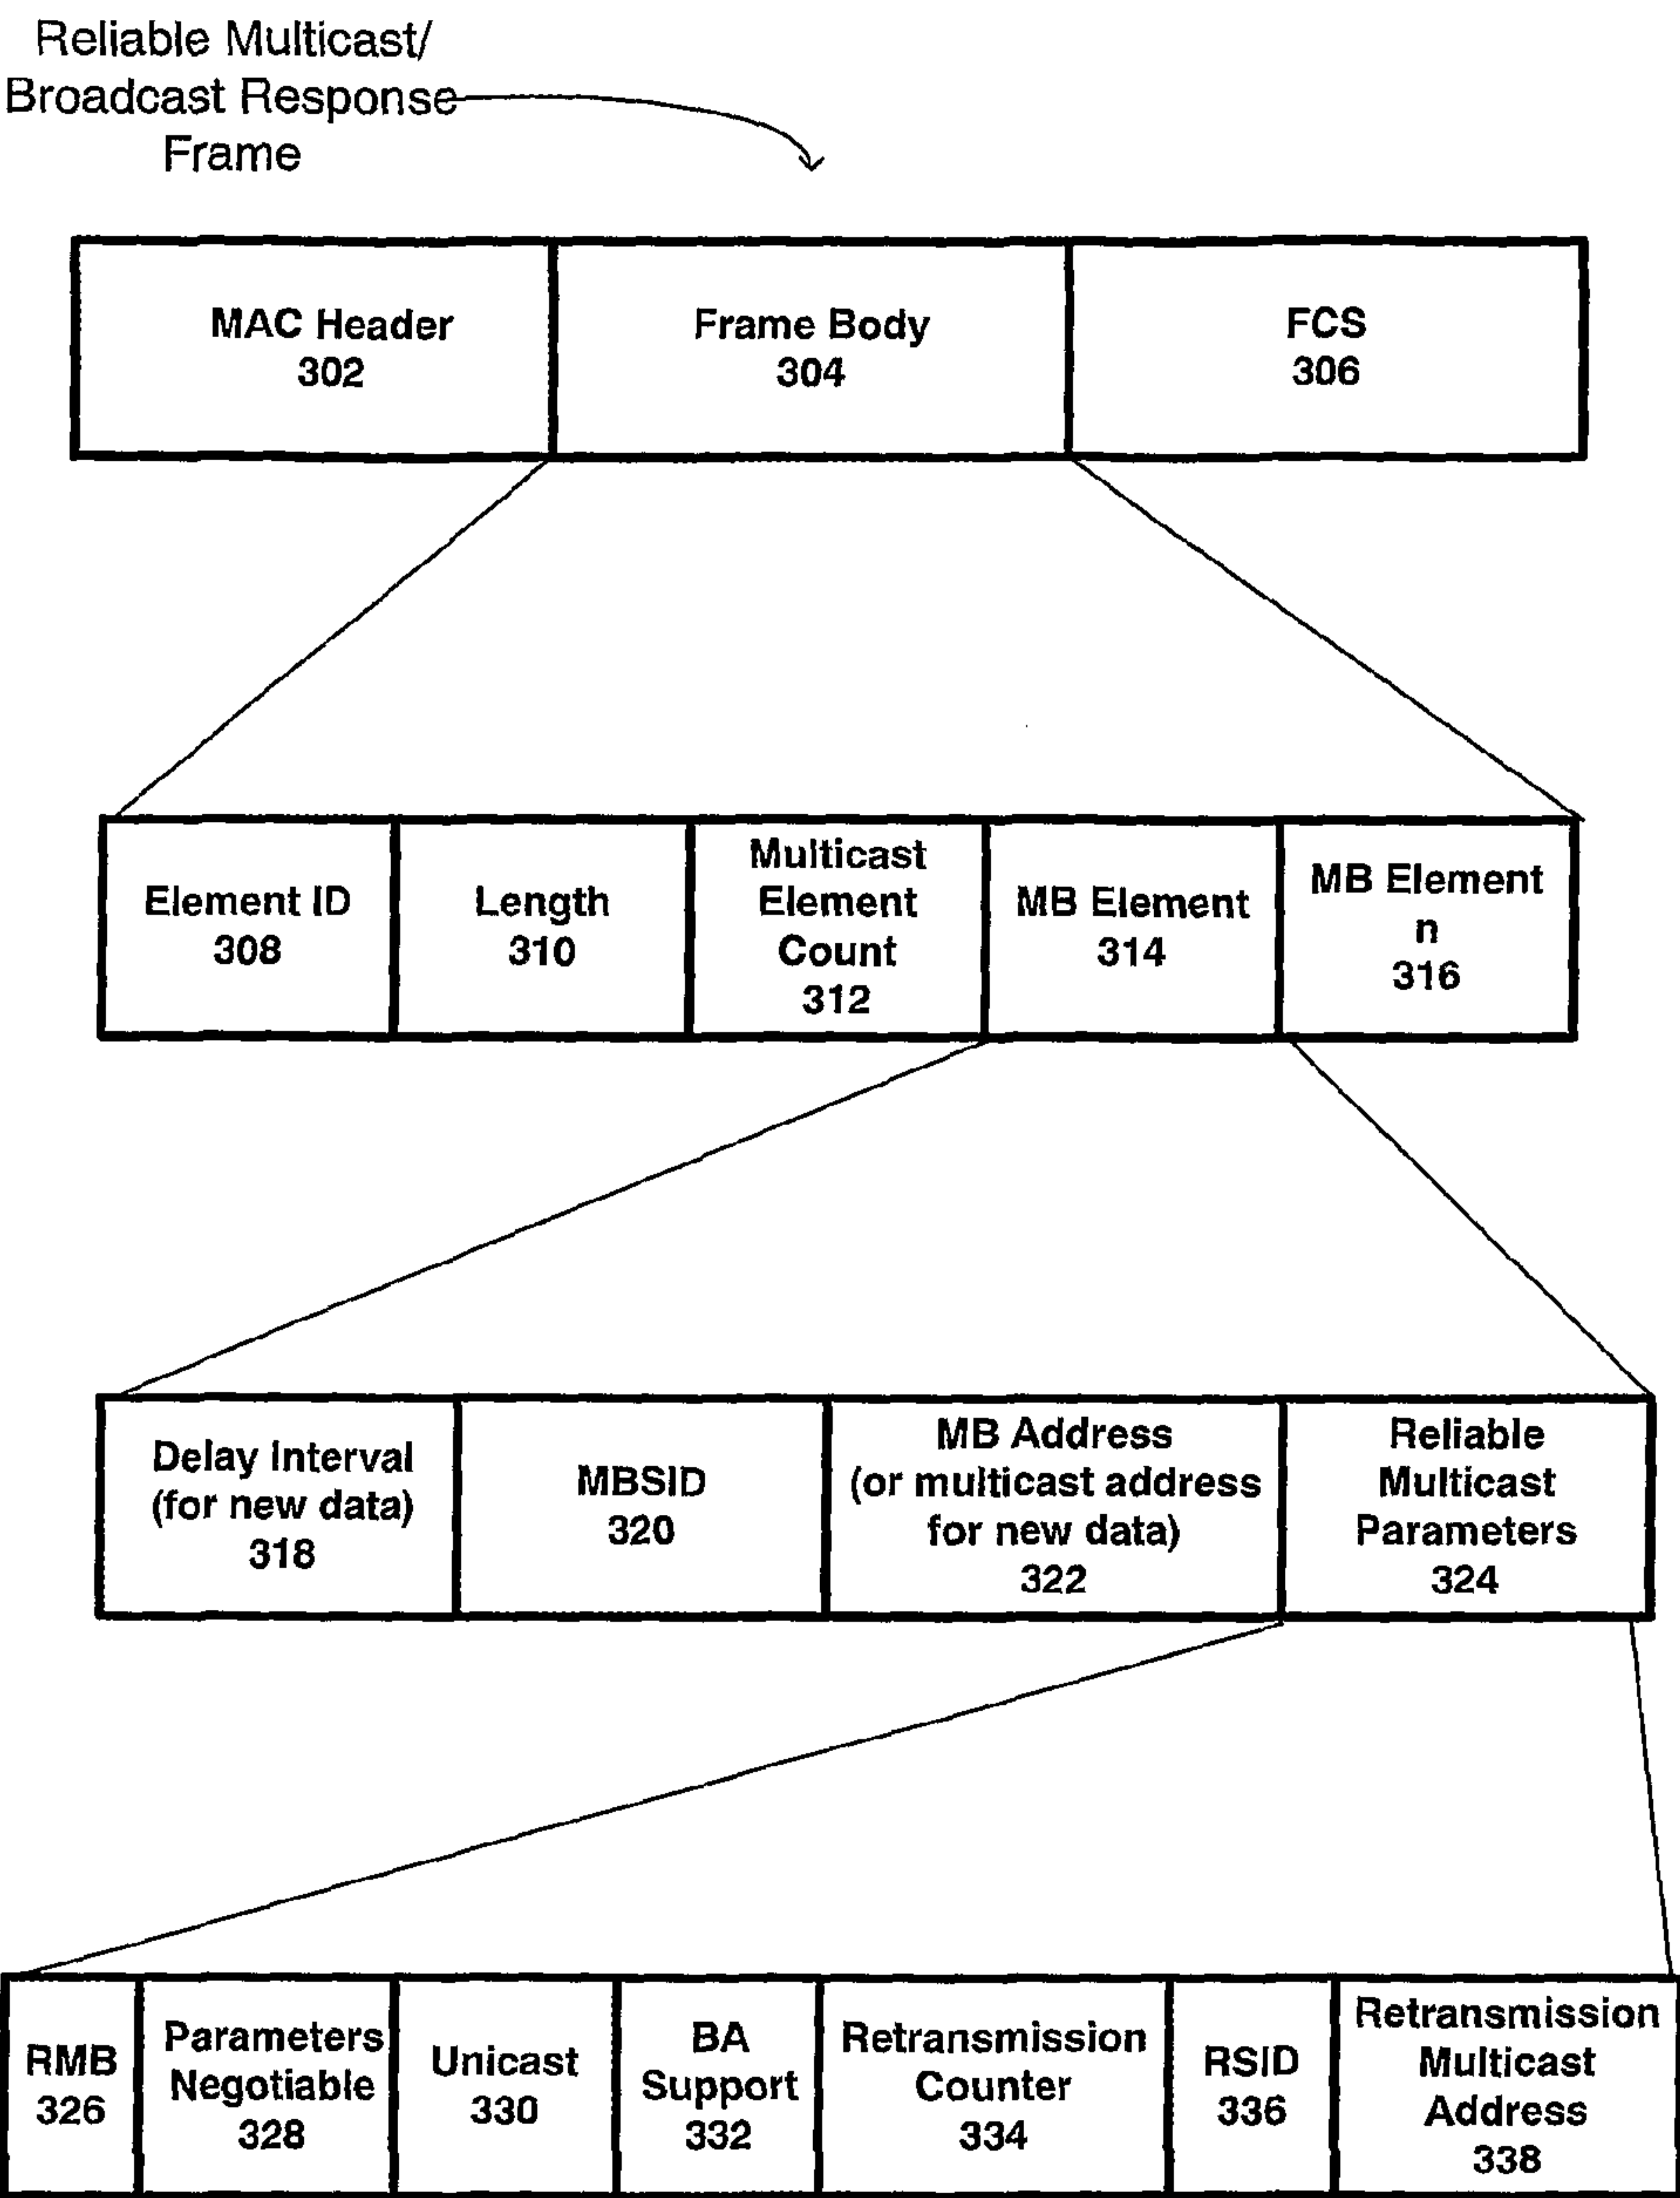 Reliable Multicast/
Broadcast Response
Frame
MAC Header
302
Frame Body
304
FCS
306
Element ID
308
Length
310
Multicast
Element
Count
312
MB Element
314
MB Element
n
316
Delay Interval
(for new data)
318
MBSID
320
MB Address
(or multicast address
for new data)
322
Reliable
Multicast
Parameters
324
RMB
326
Parameters
Negotiable
328
Unicast
330
BA
Support
332
Retransmission
Counter
334
RSID
336
Retransmission
Multicast
Address
338